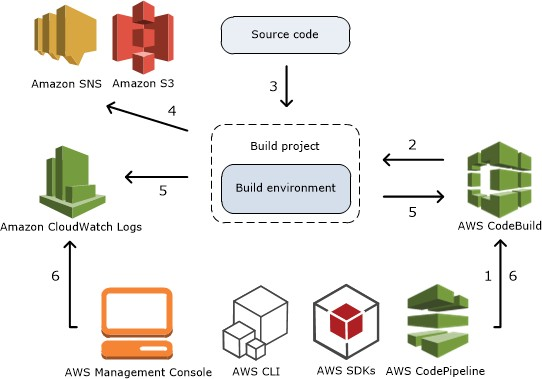 Source code
Amazon SNS
Amazon S3
3
4
Build project
2
Build environment
5
5
Amazon CloudWatch Logs
AWS CodeBuild
6
1
6
AWS Management Console
AWS CLI
AWS SDKs
AWS CodePipeline